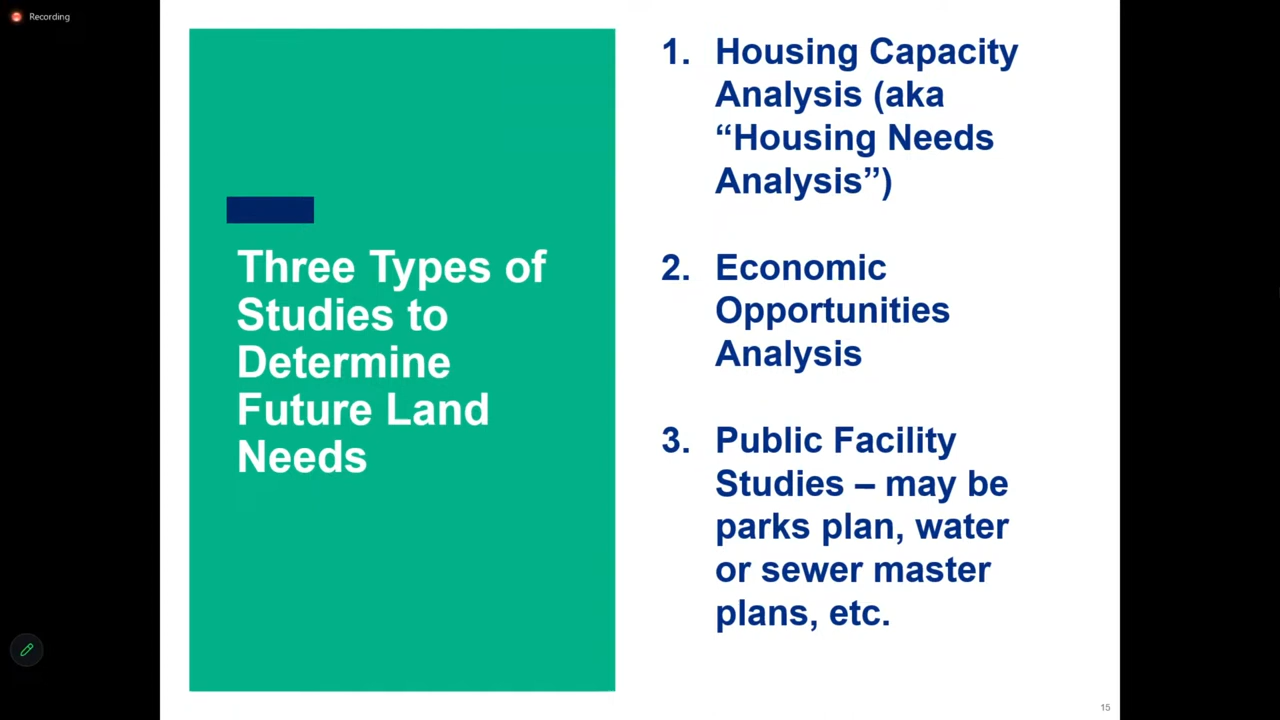 Recording
Three Types of
Studies to
Determine
Future Land
Needs
1. Housing Capacity
Analysis (aka
“Housing Needs
Analysis”)
2. Economic
Opportunities
Analysis
3. Public Facility
Studies – may be
parks plan, water
or sewer master
plans, etc.
15